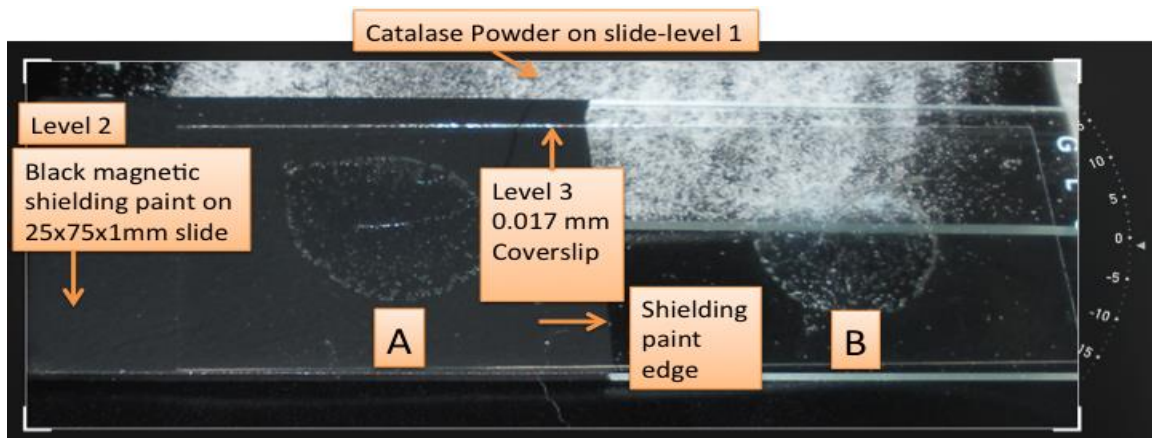 Catalase Powder on slide-level 1
Level 2
Black magnetic
shielding paint on
25x75x1mm slide
Level 3
0.017 mm
Coverslip
Shielding
paint
edge
A
B
G
L
10
5
0
-5
-10